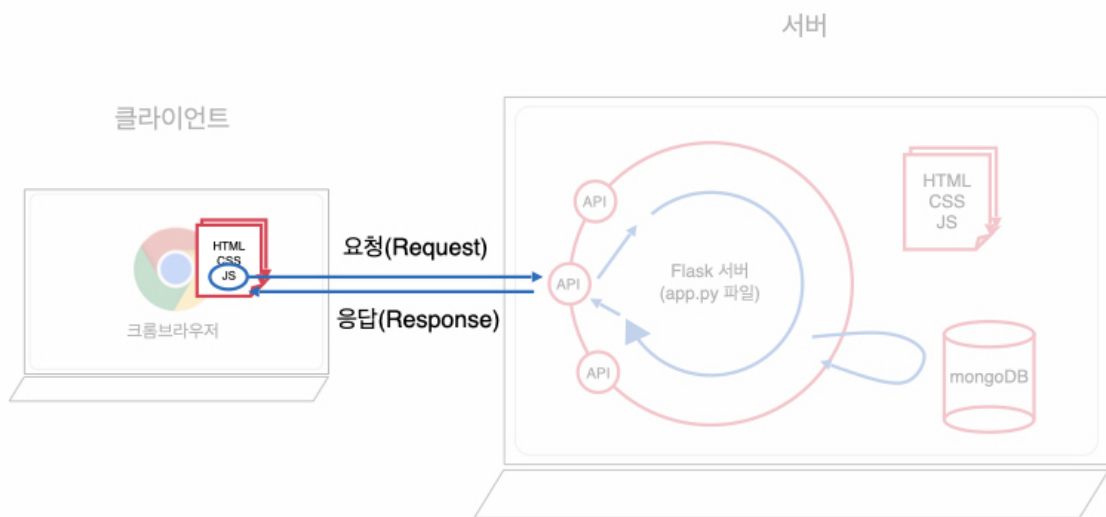 서버
클라이언트
HTML
CSS
JS
크롬브라우저
요청(Request)
응답(Response)
API
API
API
Flask 서버
(app.py 파일)
HTML
CSS
JS
mongoDB